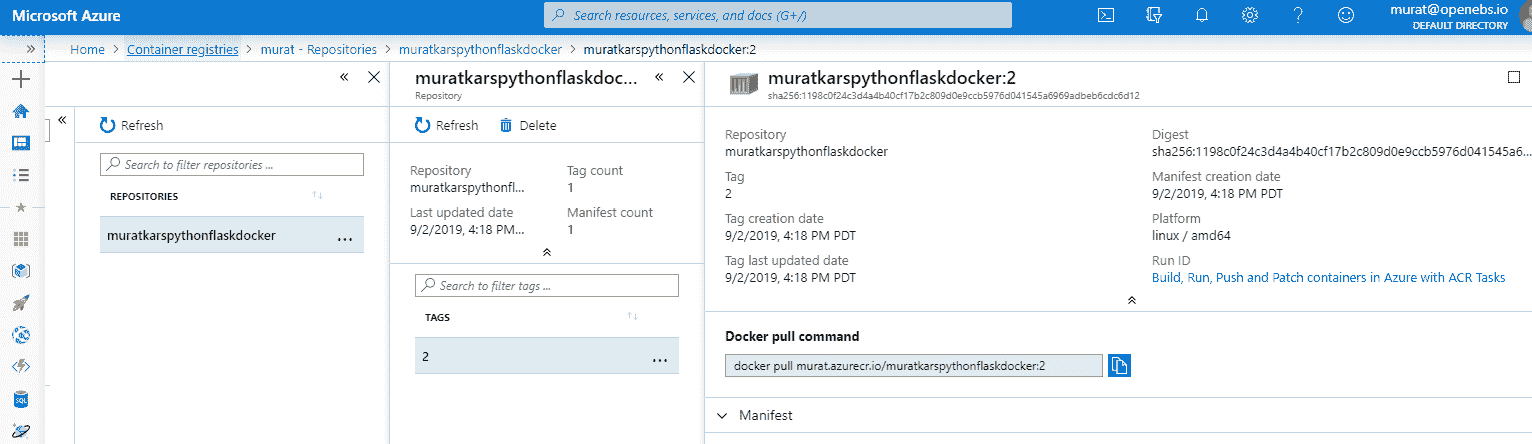 Microsoft Azure
Search resources, services, and docs (G+/)
murat@openebs.io
DEFAULT DIRECTORY
Home > Container registries > murat - Repositories > muratkarspythonflaskdocker > muratkarspythonflaskdocker:2
Refresh
Search to filter repositories ...
REPOSITORIES
muratkarspythonflaskdocker
muratkarspythonflaskdoc...
Repository
Refresh
Delete
Repository
muratkarspythonfl...
Tag count
1
Last updated date
9/2/2019, 4:18 PM...
Manifest count
1
Search to filter tags ...
TAGS
2
muratkarspythonflaskdocker:2
sha256:1198c0f24c3d4a4b40cf17b2c809d0e9ccb5976d041545a6969adbeb6cdc6d12
Repository
muratkarspythonflaskdocker
Tag
2
Tag creation date
9/2/2019, 4:18 PM PDT
Tag last updated date
9/2/2019, 4:18 PM PDT
Digest
sha256:1198c0f24c3d4a4b40cf17b2c809d0e9ccb5976d041545a6...
Manifest creation date
9/2/2019, 4:18 PM PDT
Platform
linux / amd64
Run ID
Build, Run, Push and Patch containers in Azure with ACR Tasks
Docker pull command
docker pull murat.azurecr.io/muratkarspythonflaskdocker:2
Manifest